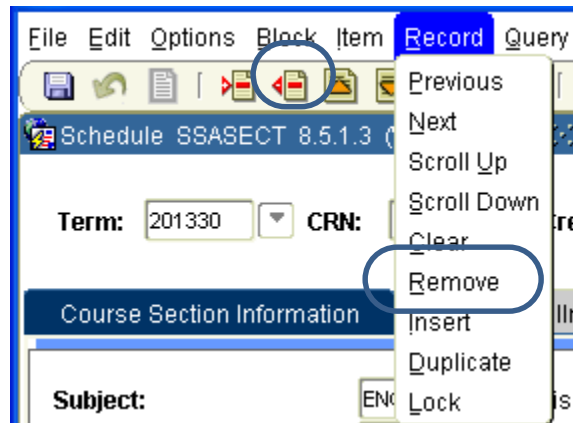 File Edit Options Block Item Record Query
Previous
Next
Schedule SSASECT 8.5.1.3
Scroll Up
Scroll Down
Term: 201330 CRN:
Clear
Remove
Course Section Information
Insert
Duplicate
Subject:
Lock